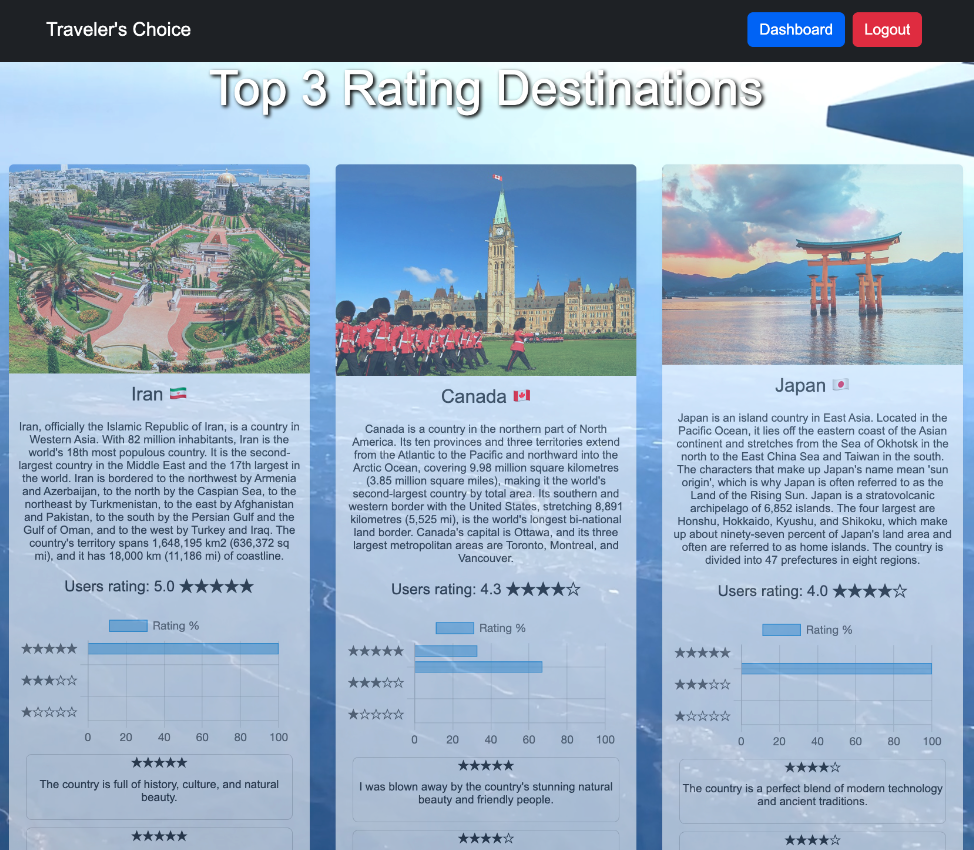 Traveler's Choice
Dashboard
Logout
Top 3 Rating Destinations
Iran 🇮🇷
Iran, officially the Islamic Republic of Iran, is a country in
Western Asia. With 82 million inhabitants, Iran is the
world's 18th most populous country. It is the second-
largest country in the Middle East and the 17th largest in
the world. Iran is bordered to the northwest by Armenia
and Azerbaijan, to the north by the Caspian Sea, to the
northeast by Turkmenistan, to the east by Afghanistan
and Pakistan, to the south by the Persian Gulf and the
Gulf of Oman, and to the west by Turkey and Iraq. The
country's territory spans 1,648,195 km2 (636,372 sq
mi), and it has 18,000 km (11,186 mi) of coastline.
Users rating: 5.0 ★★★★★
Rating %
★★★★★
★★★☆☆
★☆☆☆☆
0 20 40 60 80 100
★★★★★
The country is full of history, culture, and natural
beauty.
★★★★★
Canada 🇨🇦
Canada is a country in the northern part of North
America. Its ten provinces and three territories extend
from the Atlantic to the Pacific and northward into the
Arctic Ocean, covering 9.98 million square kilometres
(3.85 million square miles), making it the world's
second-largest country by total area. Its southern and
western border with the United States, stretching 8,891
kilometres (5,525 mi), is the world's longest bi-national
land border. Canada's capital is Ottawa, and its three
largest metropolitan areas are Toronto, Montreal, and
Vancouver.
Users rating: 4.3 ★★★★☆
Rating %
★★★★★
★★★☆☆
★☆☆☆☆
0 20 40 60 80 100
★★★★★
I was blown away by the country's stunning natural
beauty and friendly people.
★★★★☆
Japan 🇯🇵
Japan is an island country in East Asia. Located in the
Pacific Ocean, it lies off the eastern coast of the Asian
continent and stretches from the Sea of Okhotsk in the
north to the East China Sea and Taiwan in the south.
The characters that make up Japan's name mean 'sun
origin', which is why Japan is often referred to as the
Land of the Rising Sun. Japan is a stratovolcanic
archipelago of 6,852 islands. The four largest are
Honshu, Hokkaido, Kyushu, and Shikoku, which make
up about ninety-seven percent of Japan's land area and
often are referred to as home islands. The country is
divided into 47 prefectures in eight regions.
Users rating: 4.0 ★★★★☆
Rating %
★★★★★
★★★☆☆
★☆☆☆☆
0 20 40 60 80 100
★★★★☆
The country is a perfect blend of modern technology
and ancient traditions.
★★★★☆